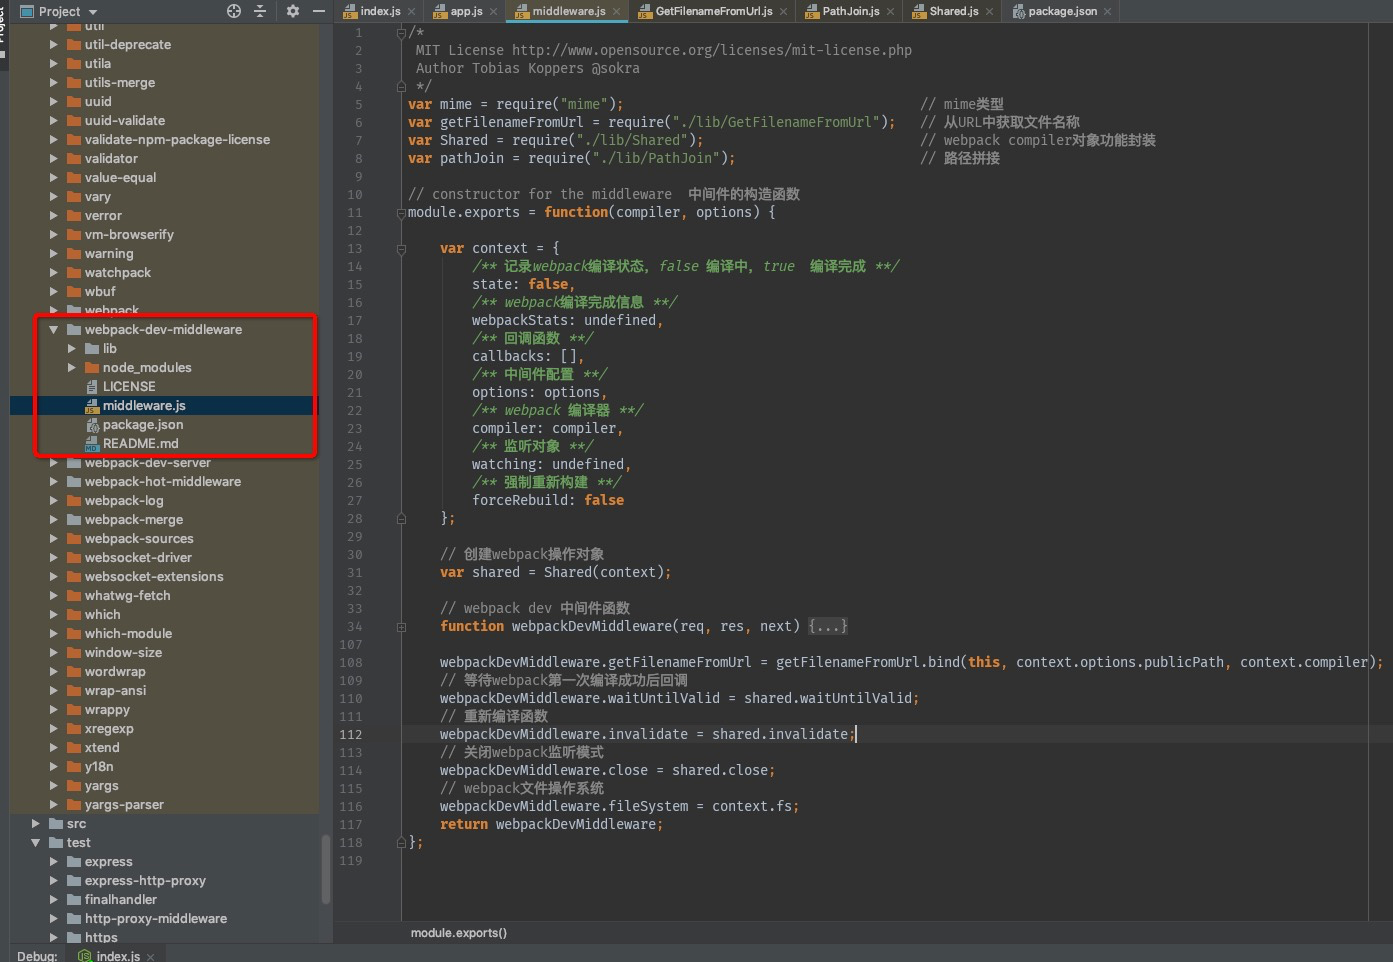 Project
index.js
app.js
middleware.js
GetFilenameFromUrl.js
PathJoin.js
Shared.js
package.json
Project
util
util-deprecate
utila
utils-merge
uuid
uuid-validate
validate-npm-package-license
validator
value-equal
vary
verror
vm-browserify
warning
watchpack
wbuf
webpack
webpack-dev-middleware
lib
node_modules
LICENSE
middleware.js
package.json
README.md
webpack-dev-server
webpack-hot-middleware
webpack-log
webpack-merge
webpack-sources
websocket-driver
websocket-extensions
whatwg-fetch
which
which-module
window-size
wordwrap
wrap-ansi
wrappy
xregexp
xtend
y18n
yargs
yargs-parser
src
test
express
express-http-proxy
finalhandler
http-proxy-middleware
https
1 /*
2 MIT License http://www.opensource.org/licenses/mit-license.php
3 Author Tobias Koppers @sokra
4 */
5 var mime = require("mime"); // mime类型
6 var getFilenameFromUrl = require("./lib/GetFilenameFromUrl"); // 从URL中获取文件名称
7 var Shared = require("./lib/Shared"); // webpack compiler对象功能封装
8 var pathJoin = require("./lib/PathJoin"); // 路径拼接
9
10 // constructor for the middleware 中间件的构造函数
11 module.exports = function(compiler, options) {
12
13 var context = {
14 /** 记录webpack编译状态, false 编译中, true 编译完成 **/
15 state: false,
16 /** webpack编译完成信息 **/
17 webpackStats: undefined,
18 /** 回调函数 **/
19 callbacks: [],
20 /** 中间件配置 **/
21 options: options,
22 /** webpack 编译器 **/
23 compiler: compiler,
24 /** 监听对象 **/
25 watching: undefined,
26 /** 强制重新构建 **/
27 forceRebuild: false
28 };
29
30 // 创建webpack操作对象
31 var shared = Shared(context);
32
33 // webpack dev 中间件函数
34 function webpackDevMiddleware(req, res, next) {...}
107
108 webpackDevMiddleware.getFilenameFromUrl = getFilenameFromUrl.bind(this, context.options.publicPath, context.compiler);
109 // 等待webpack第一次编译成功后回调
110 webpackDevMiddleware.waitUntilValid = shared.waitUntilValid;
111 // 重新编译函数
112 webpackDevMiddleware.invalidate = shared.invalidate;
113 // 关闭webpack监听模式
114 webpackDevMiddleware.close = shared.close;
115 // webpack文件操作系统
116 webpackDevMiddleware.fileSystem = context.fs;
117 return webpackDevMiddleware;
118 };
119
module.exports()
Debug: index.js